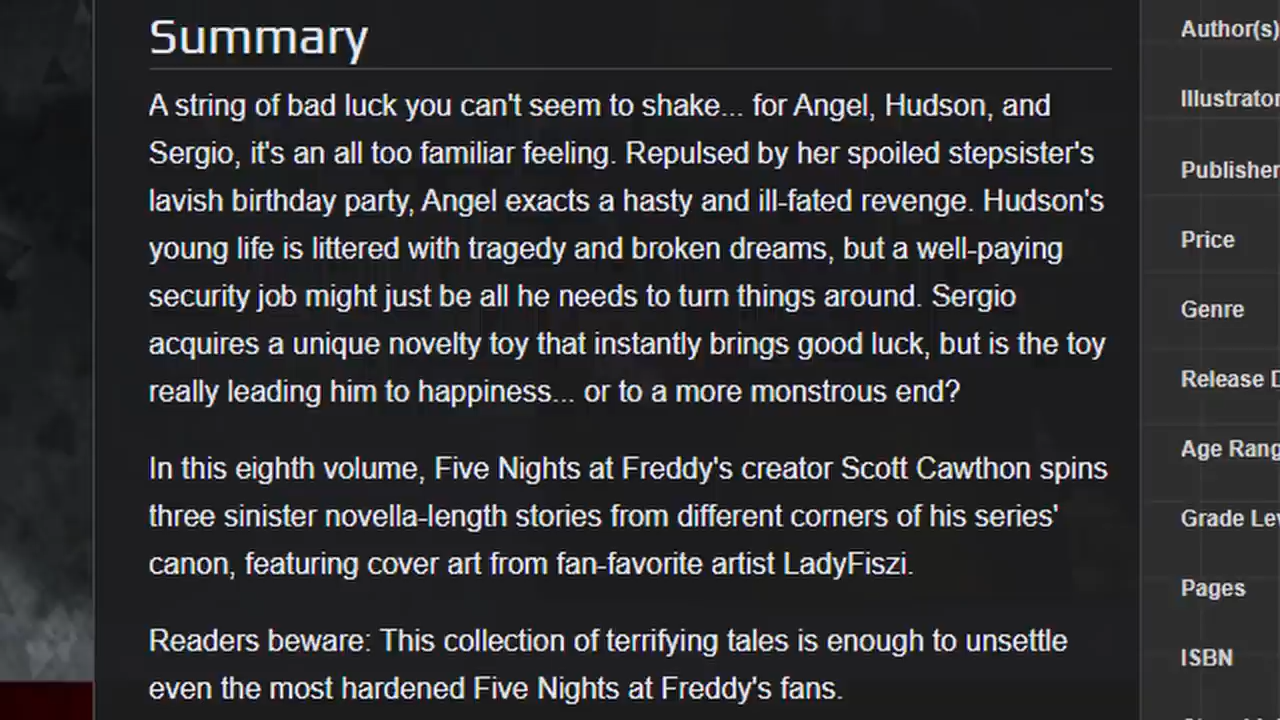 Summary
A string of bad luck you can't seem to shake... for Angel, Hudson, and
Sergio, it's an all too familiar feeling. Repulsed by her spoiled stepsister's
lavish birthday party, Angel exacts a hasty and ill-fated revenge. Hudson's
young life is littered with tragedy and broken dreams, but a well-paying
security job might just be all he needs to turn things around. Sergio
acquires a unique novelty toy that instantly brings good luck, but is the toy
really leading him to happiness... or to a more monstrous end?
In this eighth volume, Five Nights at Freddy's creator Scott Cawthon spins
three sinister novella-length stories from different corners of his series'
canon, featuring cover art from fan-favorite artist LadyFiszi.
Readers beware: This collection of terrifying tales is enough to unsettle
even the most hardened Five Nights at Freddy's fans.
Author(s)
Illustrator
Publisher
Price
Genre
Release D
Age Rang
Grade Lev
Pages
ISBN